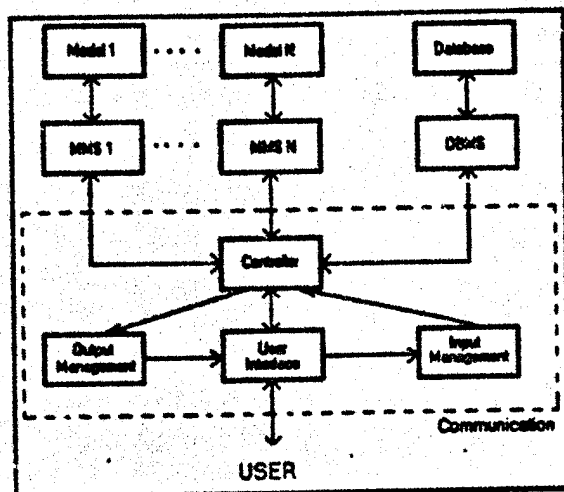 Model 1 .... Model N Database
MMS 1 .... MMS N DBMS
Controller
Output
Management
User
Interface
Input
Management
Communication
USER